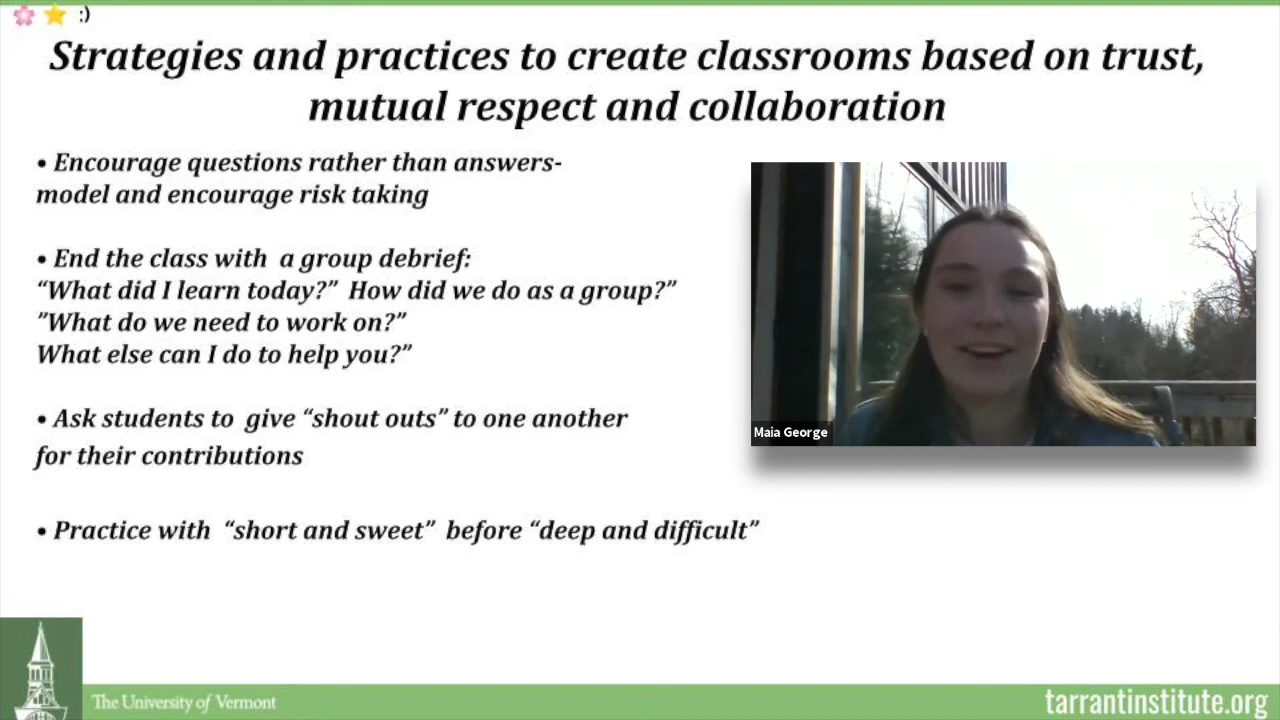 🌸 ⭐ :)
Strategies and practices to create classrooms based on trust,
mutual respect and collaboration
• Encourage questions rather than answers-
model and encourage risk taking
• End the class with a group debrief:
“What did I learn today?” How did we do as a group?”
”What do we need to work on?”
What else can I do to help you?”
• Ask students to give “shout outs” to one another
for their contributions
• Practice with “short and sweet” before “deep and difficult”
Maia George
The University of Vermont
tarrantinstitute.org